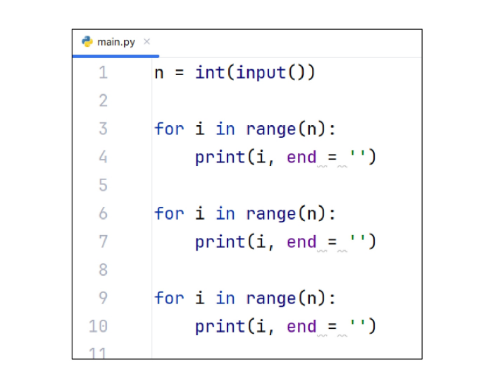 main.py ×
1 n = int(input())
2
3 for i in range(n):
4     print(i, end = '')
5
6 for i in range(n):
7     print(i, end = '')
8
9 for i in range(n):
10     print(i, end = '')
11